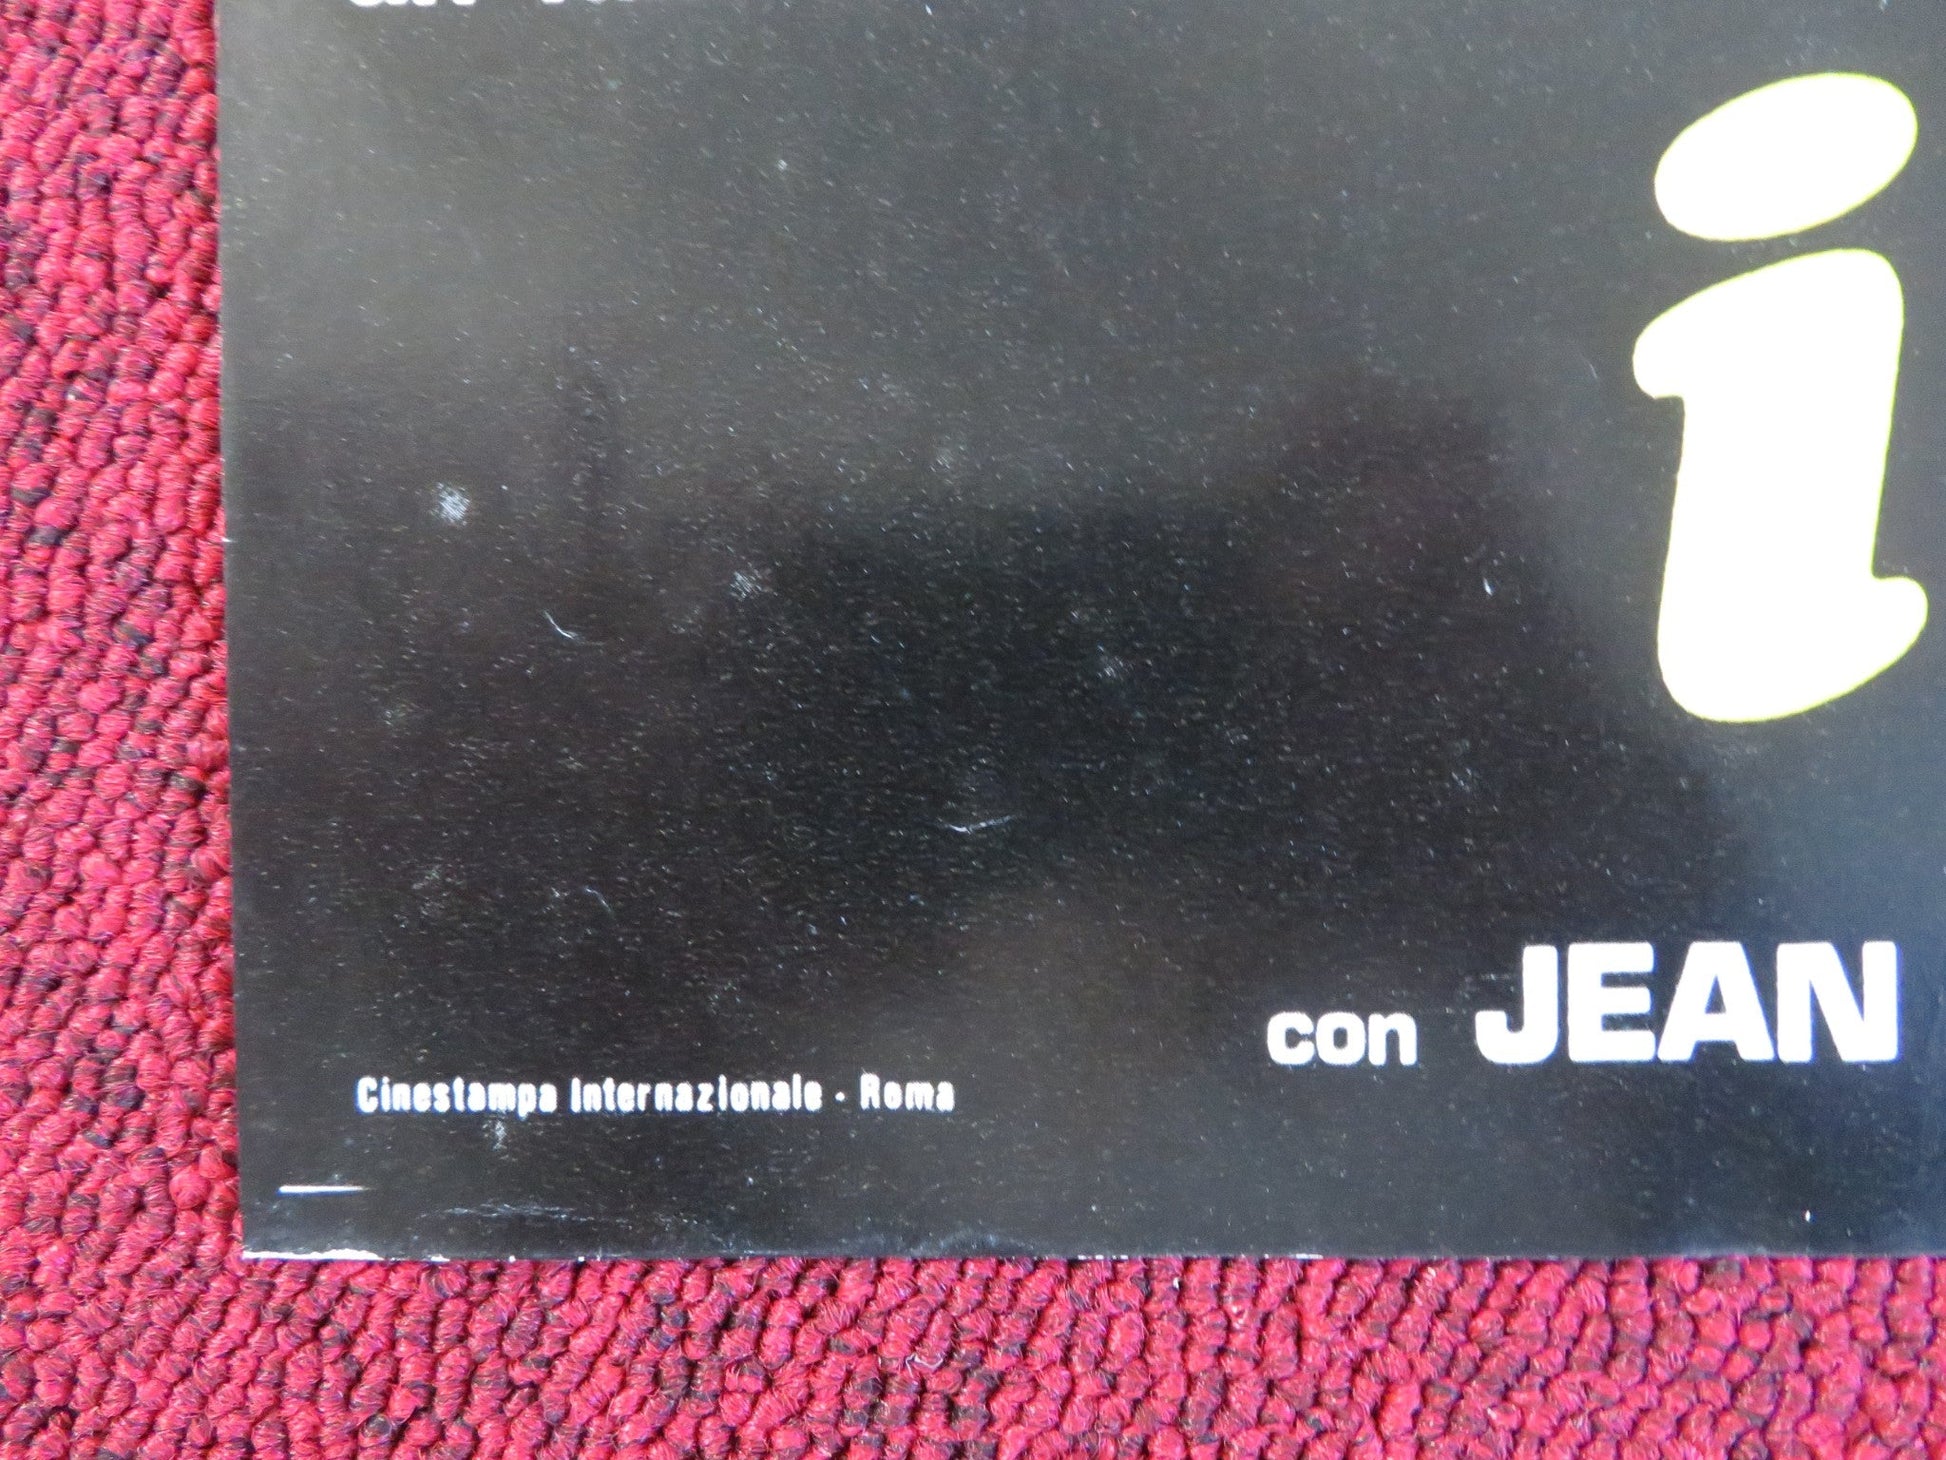 i
con JEAN
Cinestampa Internazionale · Roma